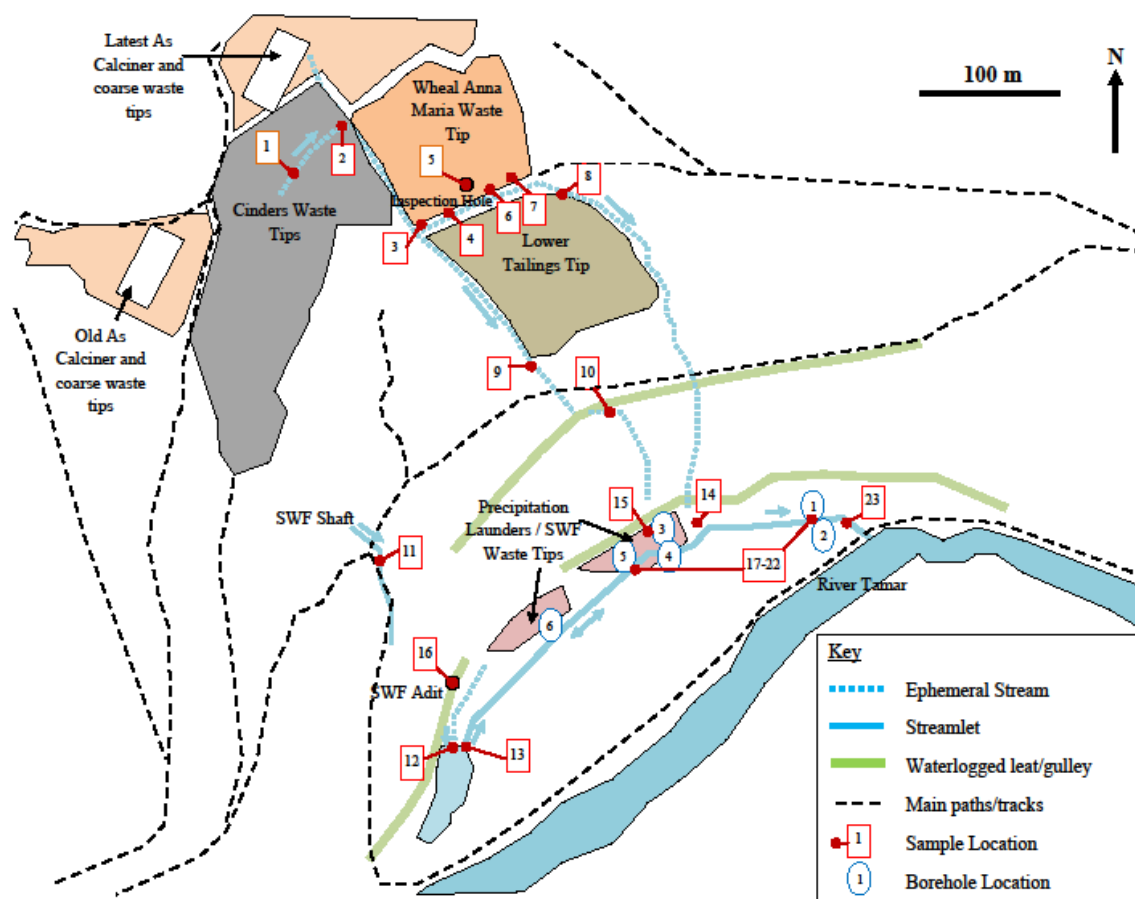 Latest As
Calciner and
coarse waste
tips
Wheal Anna
Maria Waste
Tip
100 m
N
1
2
5
8
Inspection Hole
6
7
Cinders Waste
Tips
3
4
Lower
Tailings Tip
Old As
Calciner and
coarse waste
tips
9
10
SWF Shaft
11
Precipitation
Launders / SWF
Waste Tips
15
14
3
5
4
1
2
23
17-22
River Tamar
6
16
SWF Adit
12
13
Key
Ephemeral Stream
Streamlet
Waterlogged leat/gulley
Main paths/tracks
1
Sample Location
1
Borehole Location